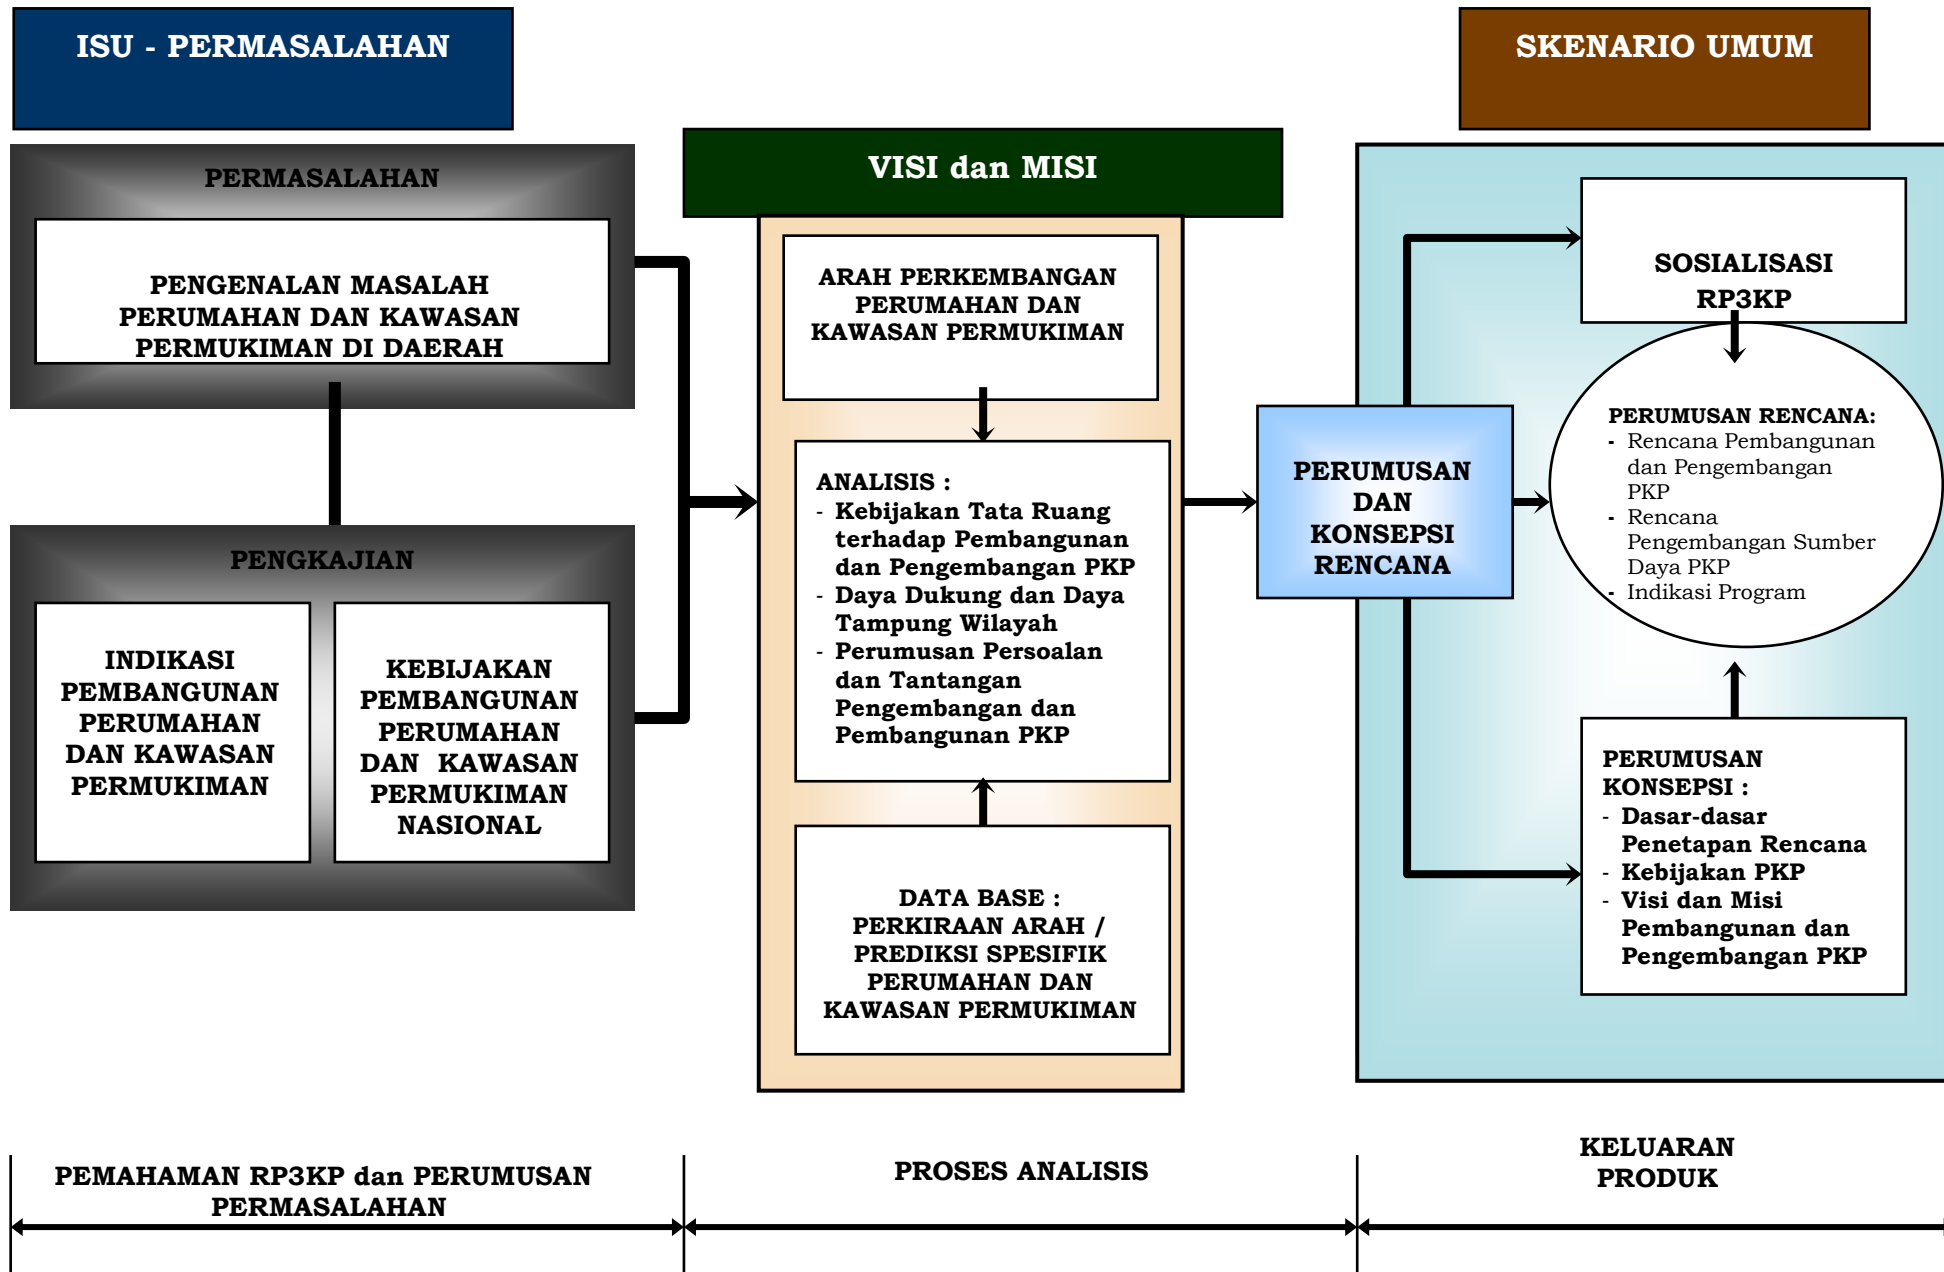 ISU - PERMASALAHAN
PERMASALAHAN
PENGENALAN MASALAH
PERUMAHAN DAN KAWASAN
PERMUKIMAN DI DAERAH
PENGKAJIAN
INDIKASI
PEMBANGUNAN
PERUMAHAN
DAN KAWASAN
PERMUKIMAN
KEBIJAKAN
PEMBANGUNAN
PERUMAHAN
DAN KAWASAN
PERMUKIMAN
NASIONAL
VISI dan MISI
ARAH PERKEMBANGAN
PERUMAHAN DAN
KAWASAN PERMUKIMAN
ANALISIS :
- Kebijakan Tata Ruang
terhadap Pembangunan
dan Pengembangan PKP
- Daya Dukung dan Daya
Tampung Wilayah
- Perumusan Persoalan
dan Tantangan
Pengembangan dan
Pembangunan PKP
DATA BASE :
PERKIRAAN ARAH /
PREDIKSI SPESIFIK
PERUMAHAN DAN
KAWASAN PERMUKIMAN
PERUMUSAN
DAN
KONSEPSI
RENCANA
SKENARIO UMUM
SOSIALISASI
RP3KP
PERUMUSAN RENCANA:
- Rencana Pembangunan
dan Pengembangan
PKP
- Rencana
Pengembangan Sumber
Daya PKP
- Indikasi Program
PERUMUSAN
KONSEPSI :
- Dasar-dasar
Penetapan Rencana
- Kebijakan PKP
- Visi dan Misi
Pembangunan dan
Pengembangan PKP
PEMAHAMAN RP3KP dan PERUMUSAN
PERMASALAHAN
PROSES ANALISIS
KELUARAN
PRODUK